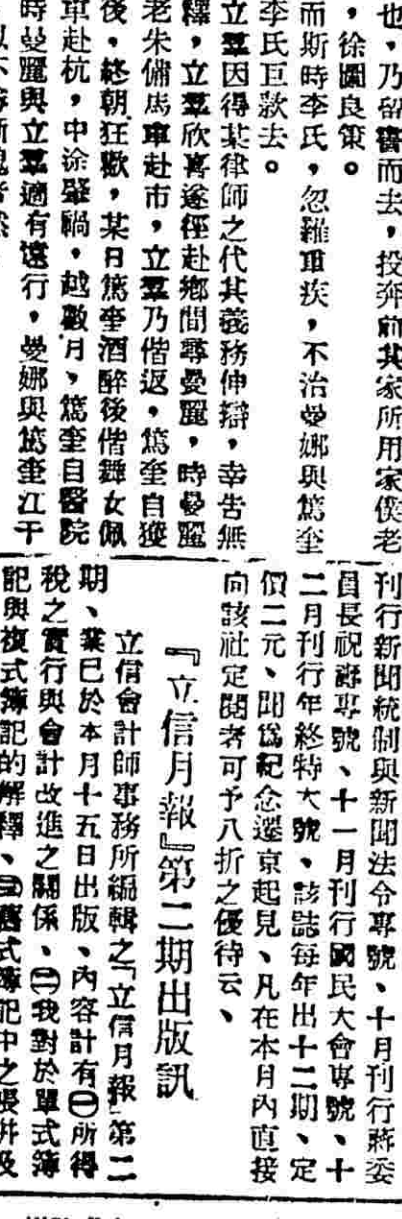 也，乃留書而去，投奔前其家所用家僕老
，徐圖良策。
而斯時李氏，忽羅重疾，不治曼娜與篤奎
李氏巨款去。
立羣因得某律師之代其義務伸辯，幸告無
釋，立羣欣喜遂徑赴鄉間尋曼麗，時曼麗
老朱備馬車赴市，立羣乃偕返，篤奎自獲
後，終朝狂歡，某日篤奎酒醉後偕舞女佩
車赴杭，中涂肇禍，越數月，篤奎自醫院
時曼麗與立羣適有遠行，曼娜與篤奎江干
刊行新聞統制與新聞法令專號、十月刊行蔣委
員長祝壽專號、十一月刊行國民大會專號、十
二月刊行年終特大號、該誌每年出十二期、定
價二元、聞爲紀念遷京起見、凡在本月內直接
向該社定閱者可予八折之優待云、
『立信月報』第二期出版訊
立信會計師事務所編輯之「立信月報」第二
期、業已於本月十五日出版、內容計有㊀所得
稅之實行與會計改進之關係、㊁我對於單式簿
記與複式簿記的解釋、㊂舊式簿記中之